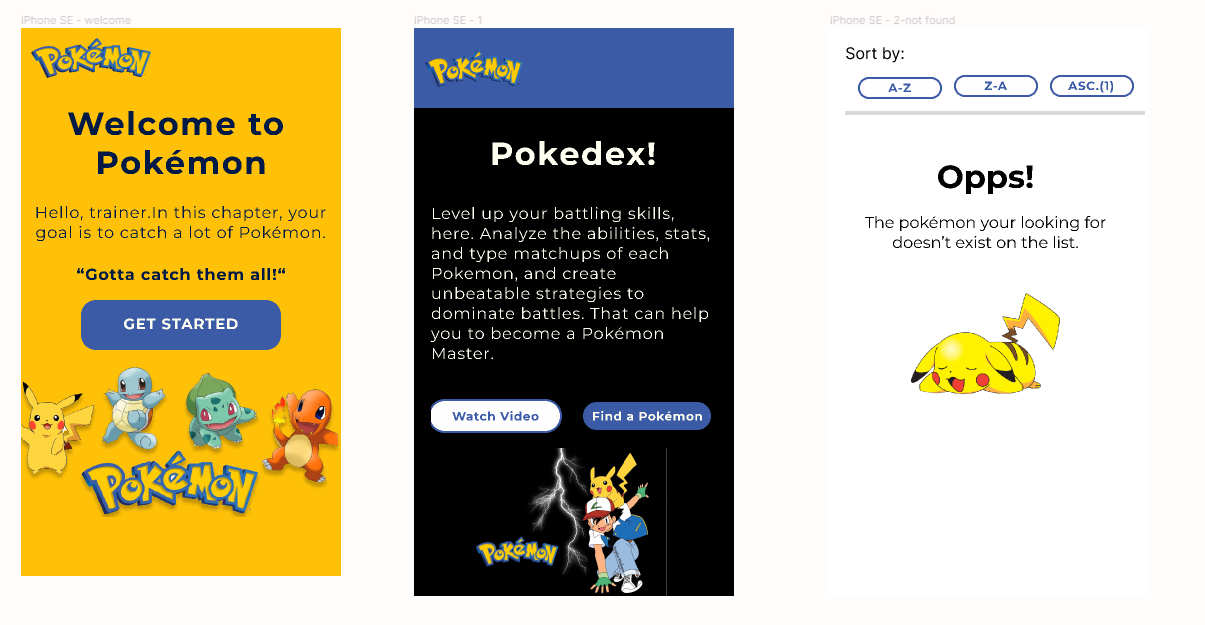 iPhone SE - welcome
POKéMON
Welcome to
Pokémon
Hello, trainer.In this chapter, your
goal is to catch a lot of Pokémon.
“Gotta catch them all!“
GET STARTED
POKéMON
iPhone SE - 1
POKéMON
Pokedex!
Level up your battling skills,
here. Analyze the abilities, stats,
and type matchups of each
Pokemon, and create
unbeatable strategies to
dominate battles. That can help
you to become a Pokémon
Master.
Watch Video
Find a Pokémon
POKéMON
iPhone SE - 2-not found
Sort by:
A-Z
Z-A
ASC.(1)
Opps!
The pokémon your looking for
doesn’t exist on the list.